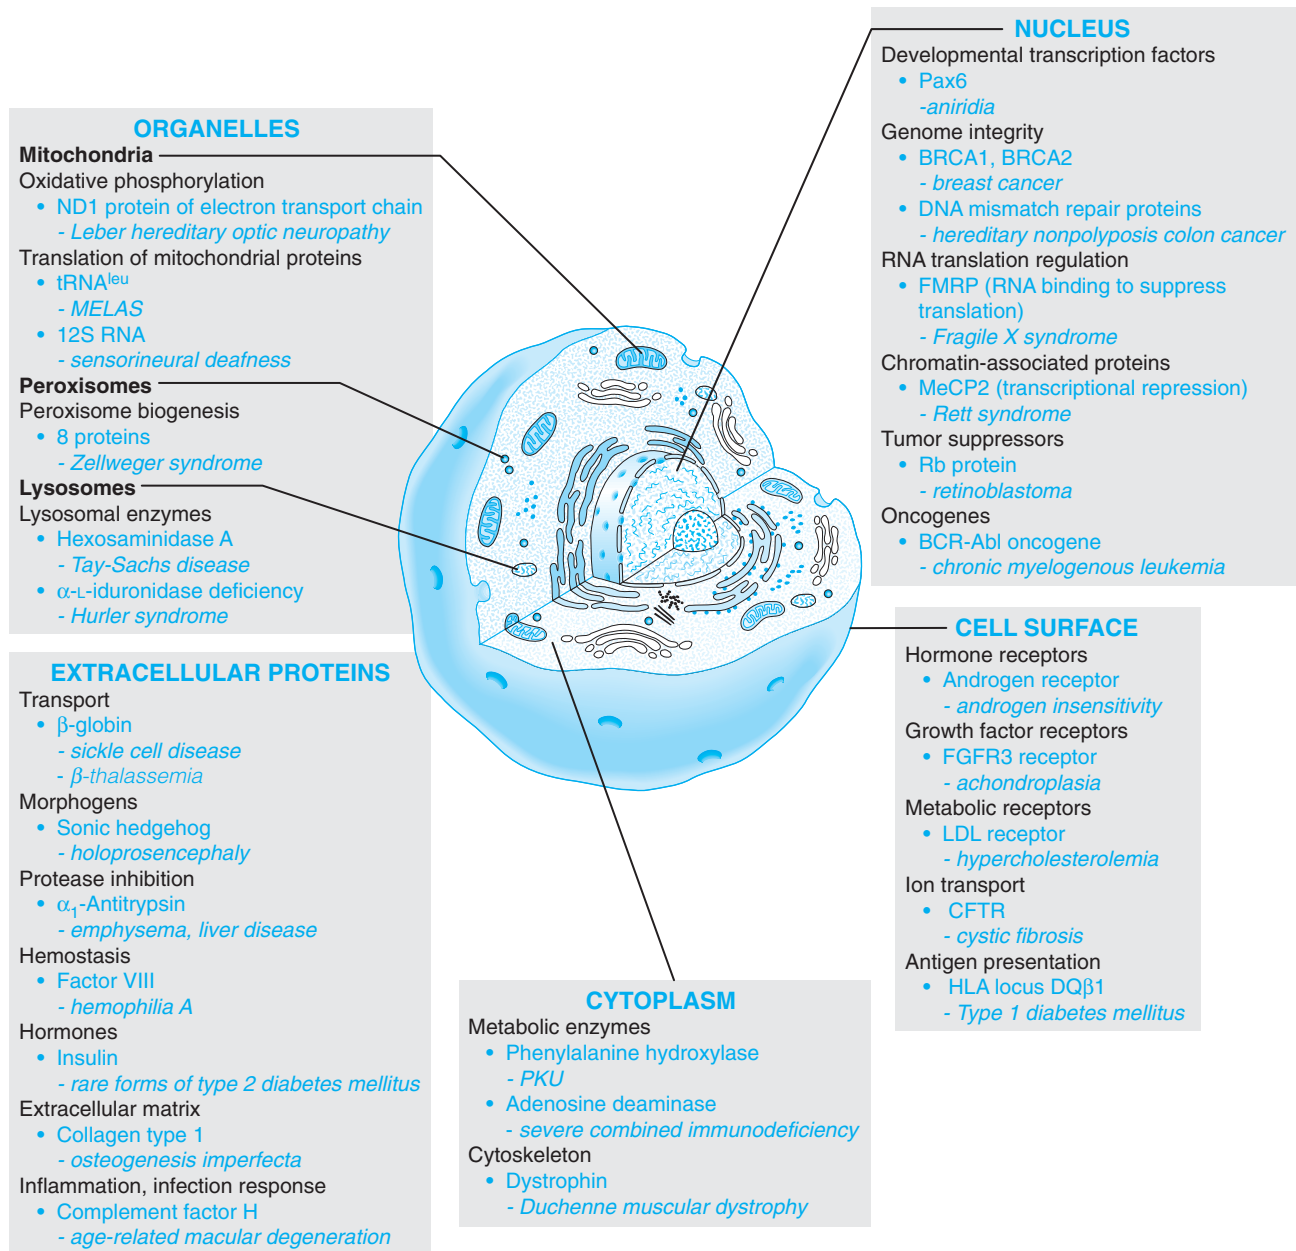 ORGANELLES
Mitochondria
Oxidative phosphorylation
• ND1 protein of electron transport chain
- Leber hereditary optic neuropathy
Translation of mitochondrial proteins
• tRNAleu
- MELAS
• 12S RNA
- sensorineural deafness
Peroxisomes
Peroxisome biogenesis
• 8 proteins
- Zellweger syndrome
Lysosomes
Lysosomal enzymes
• Hexosaminidase A
- Tay-Sachs disease
• α-L-iduronidase deficiency
- Hurler syndrome
EXTRACELLULAR PROTEINS
Transport
• β-globin
- sickle cell disease
- β-thalassemia
Morphogens
• Sonic hedgehog
- holoprosencephaly
Protease inhibition
• α1-Antitrypsin
- emphysema, liver disease
Hemostasis
• Factor VIII
- hemophilia A
Hormones
• Insulin
- rare forms of type 2 diabetes mellitus
Extracellular matrix
• Collagen type 1
- osteogenesis imperfecta
Inflammation, infection response
• Complement factor H
- age-related macular degeneration
NUCLEUS
Developmental transcription factors
• Pax6
-aniridia
Genome integrity
• BRCA1, BRCA2
- breast cancer
• DNA mismatch repair proteins
- hereditary nonpolyposis colon cancer
RNA translation regulation
• FMRP (RNA binding to suppress
translation)
- Fragile X syndrome
Chromatin-associated proteins
• MeCP2 (transcriptional repression)
- Rett syndrome
Tumor suppressors
• Rb protein
- retinoblastoma
Oncogenes
• BCR-Abl oncogene
- chronic myelogenous leukemia
CELL SURFACE
Hormone receptors
• Androgen receptor
- androgen insensitivity
Growth factor receptors
• FGFR3 receptor
- achondroplasia
Metabolic receptors
• LDL receptor
- hypercholesterolemia
Ion transport
• CFTR
- cystic fibrosis
Antigen presentation
• HLA locus DQβ1
- Type 1 diabetes mellitus
CYTOPLASM
Metabolic enzymes
• Phenylalanine hydroxylase
- PKU
• Adenosine deaminase
- severe combined immunodeficiency
Cytoskeleton
• Dystrophin
- Duchenne muscular dystrophy